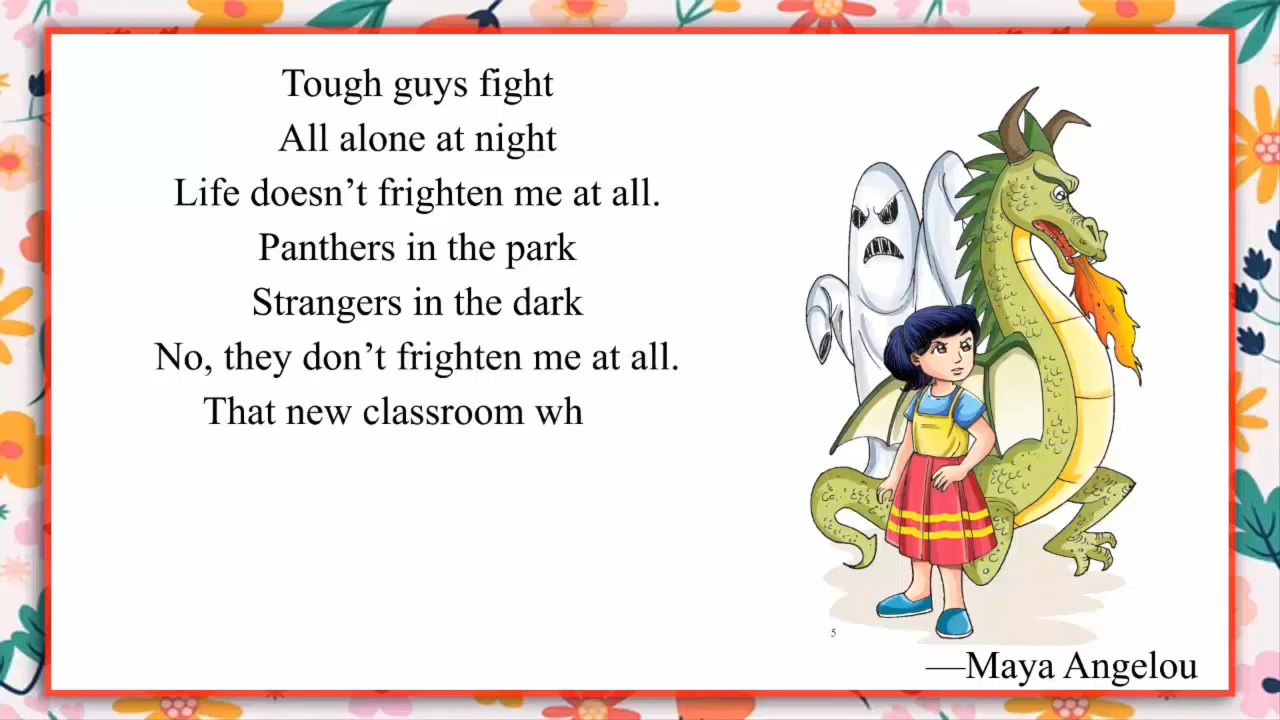 Tough guys fight
All alone at night
Life doesn’t frighten me at all.
Panthers in the park
Strangers in the dark
No, they don’t frighten me at all.
That new classroom wh
5
—Maya Angelou